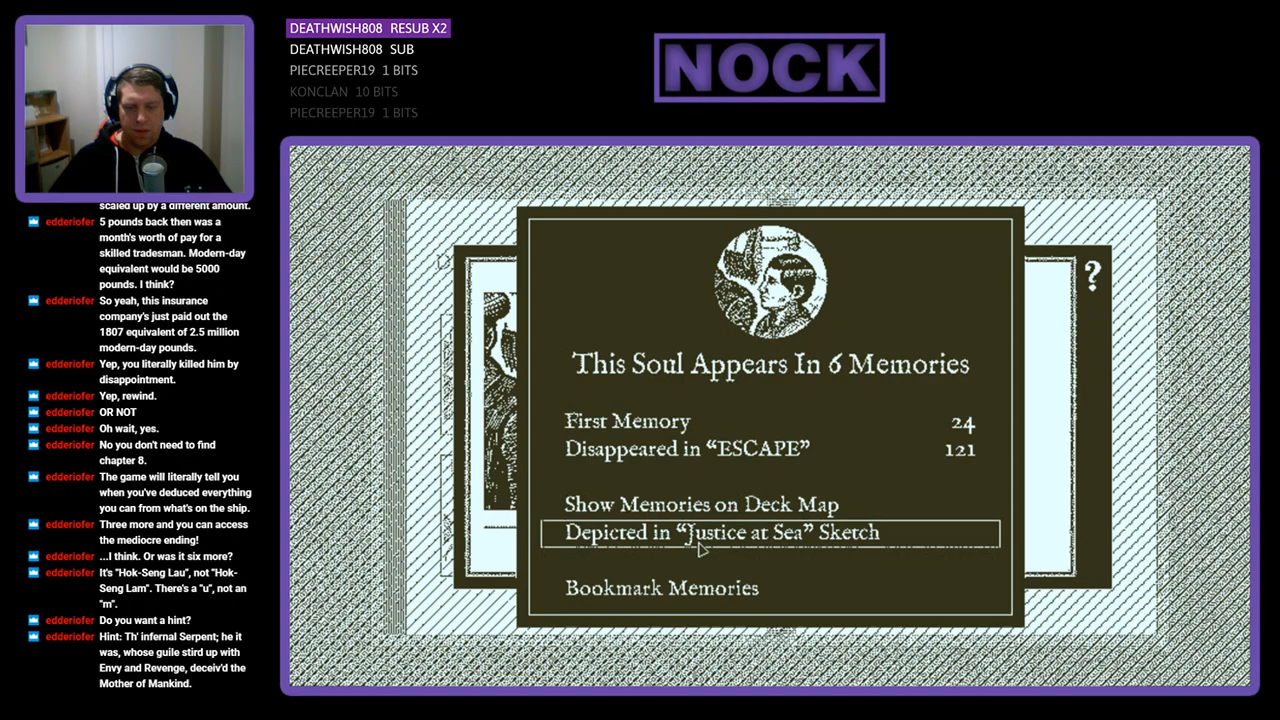 DEATHWISH808 RESUB X2
DEATHWISH808 SUB
PIECREEPER19 1 BITS
KONCLAN 10 BITS
PIECREEPER19 1 BITS
NOCK
scaled up by a different amount.
edderiofer 5 pounds back then was a
month's worth of pay for a
skilled tradesman. Modern-day
equivalent would be 5000
pounds. I think?
edderiofer So yeah, this insurance
company's just paid out the
1807 equivalent of 2.5 million
modern-day pounds.
edderiofer Yep, you literally killed him by
disappointment.
edderiofer Yep, rewind.
edderiofer OR NOT
edderiofer Oh wait, yes.
edderiofer No you don't need to find
chapter 8.
edderiofer The game will literally tell you
when you've deduced everything
you can from what's on the ship.
edderiofer Three more and you can access
the mediocre ending!
edderiofer ...I think. Or was it six more?
edderiofer It's "Hok-Seng Lau", not "Hok-
Seng Lam". There's a "u", not an
"m".
edderiofer Do you want a hint?
edderiofer Hint: Th' infernal Serpent; he it
was, whose guile stird up with
Envy and Revenge, deceiv'd the
Mother of Mankind.
?
This Soul Appears In 6 Memories
First Memory 24
Disappeared in “ESCAPE” 121
Show Memories on Deck Map
Depicted in “Justice at Sea” Sketch
Bookmark Memories